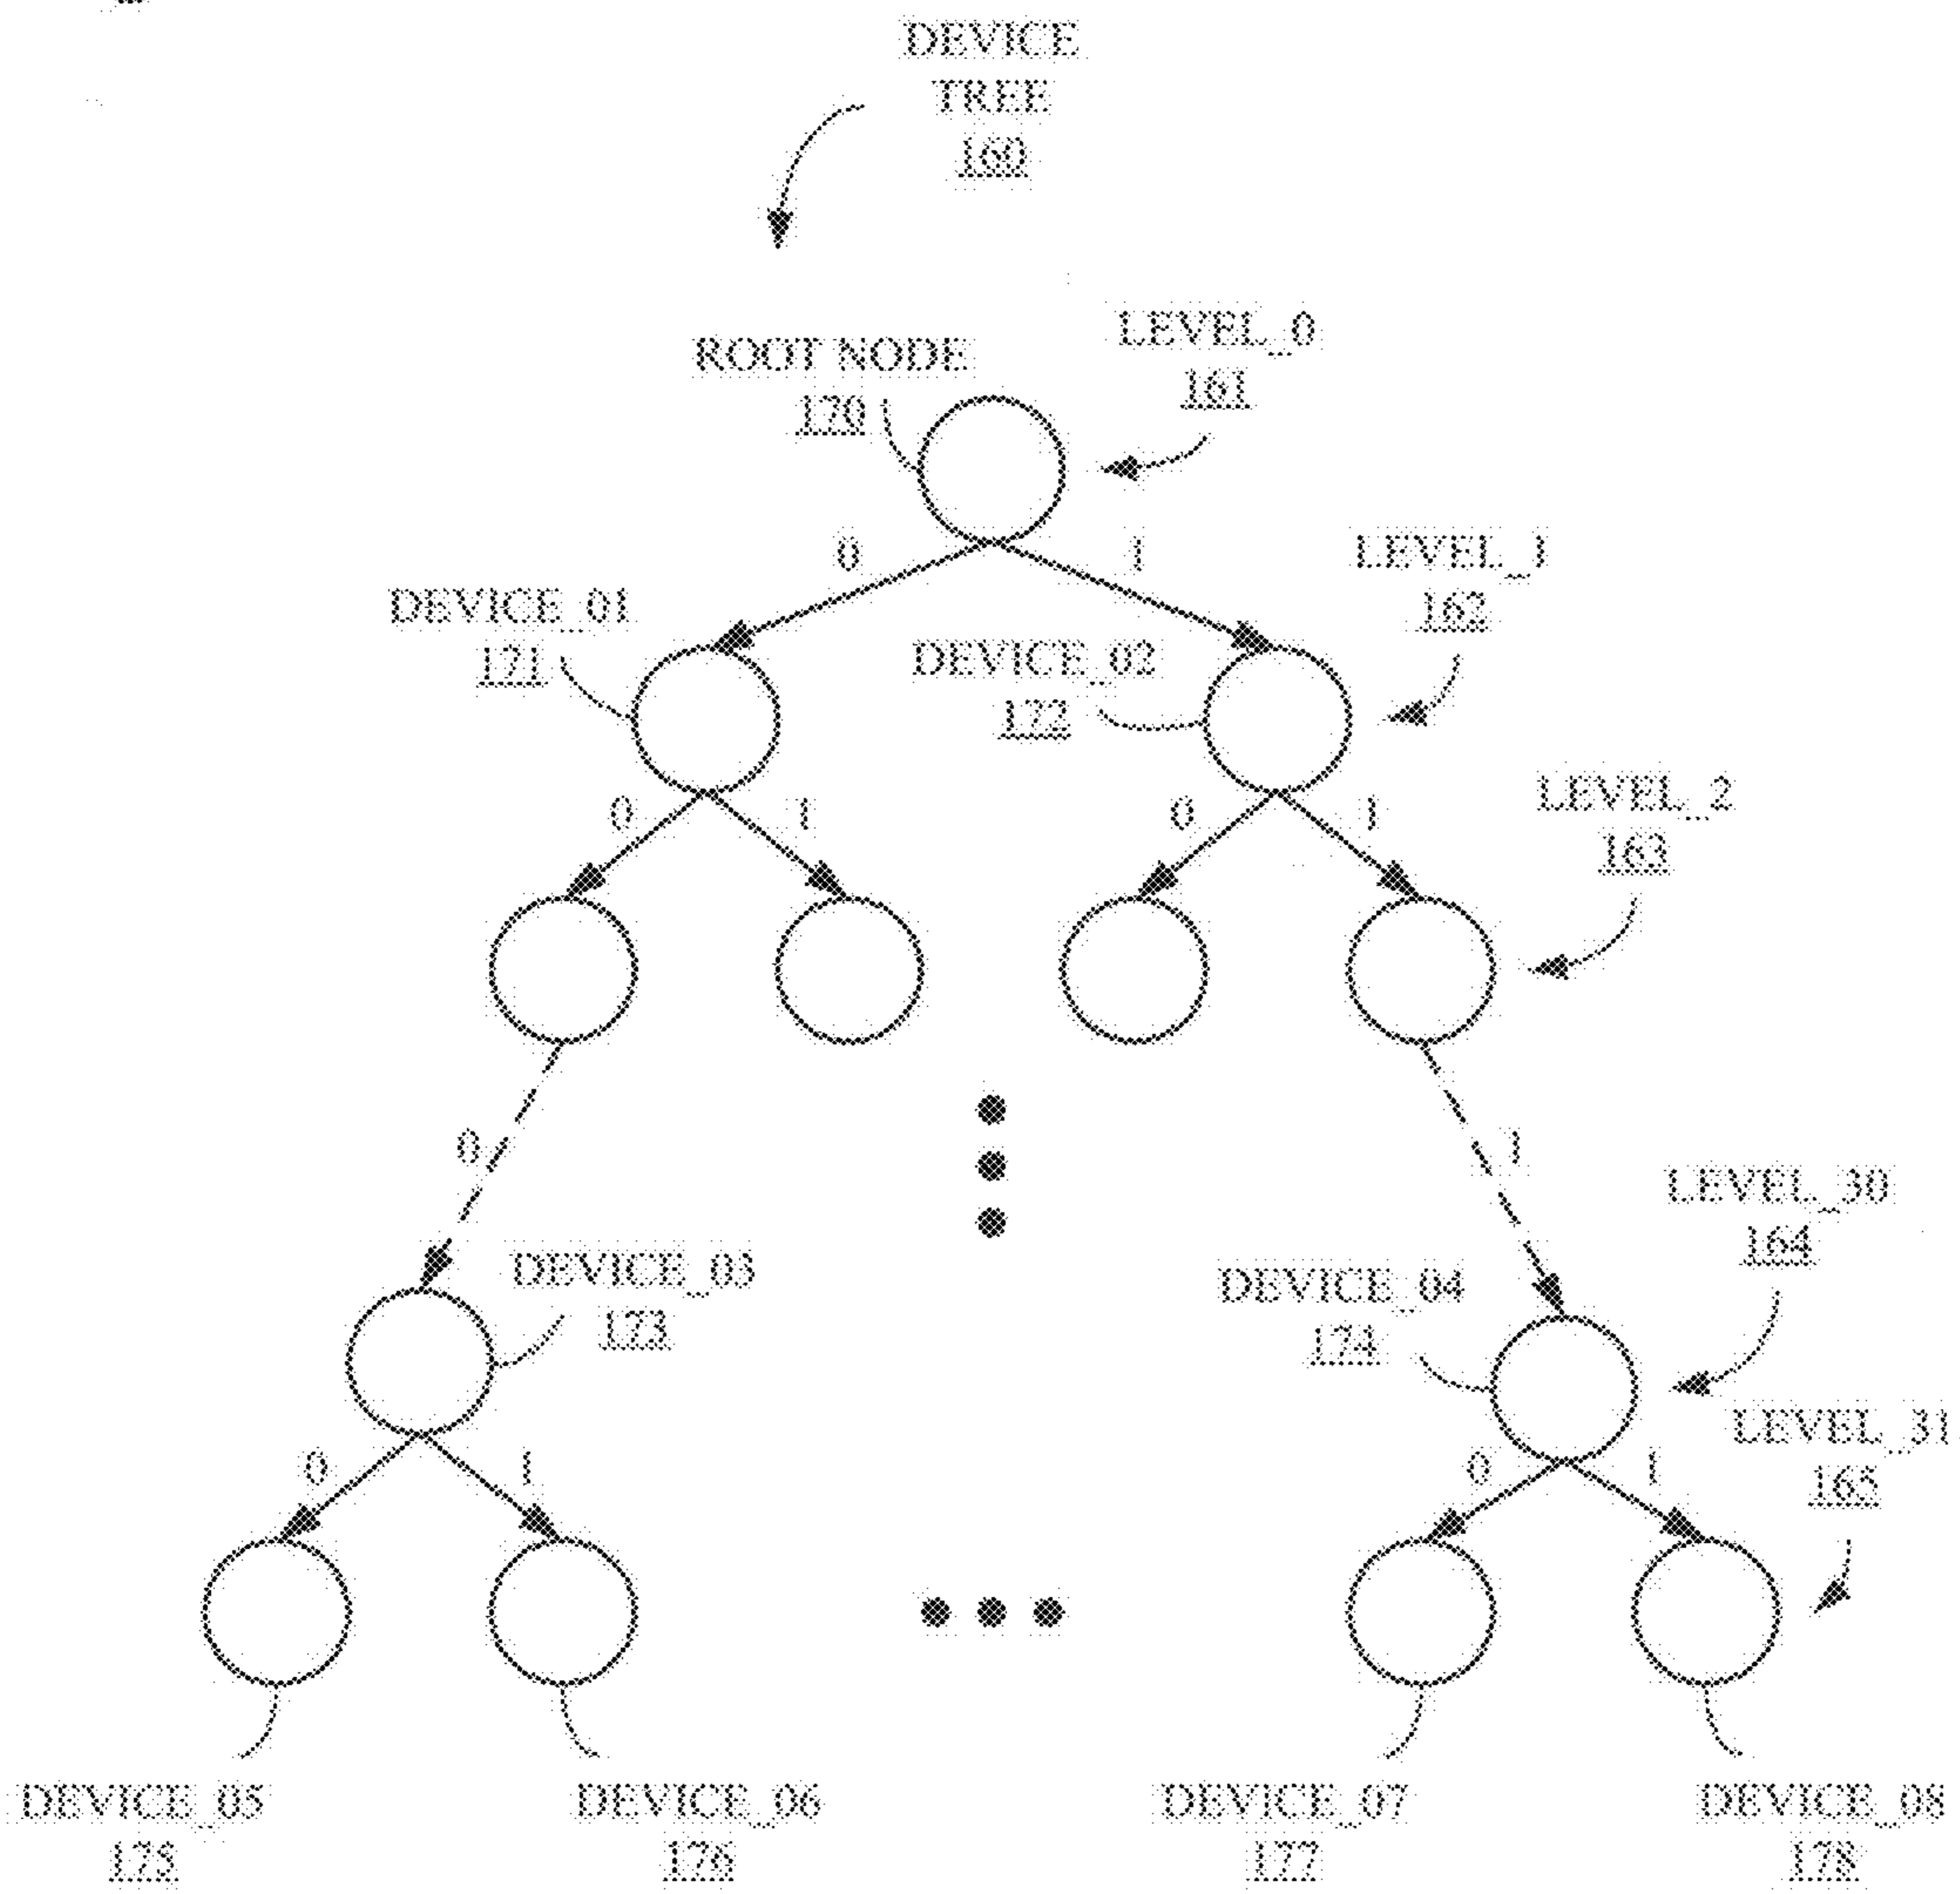 DEVICE
TREE
160
LEVEL_0
161
ROOT NODE
170
0
1
LEVEL_1
162
DEVICE_01
171
DEVICE_02
172
0
1
0
1
LEVEL_2
163
0
1
LEVEL_30
164
DEVICE_03
173
DEVICE_04
174
LEVEL_31
165
0
1
0
1
DEVICE_05
175
DEVICE_06
176
DEVICE_07
177
DEVICE_08
178